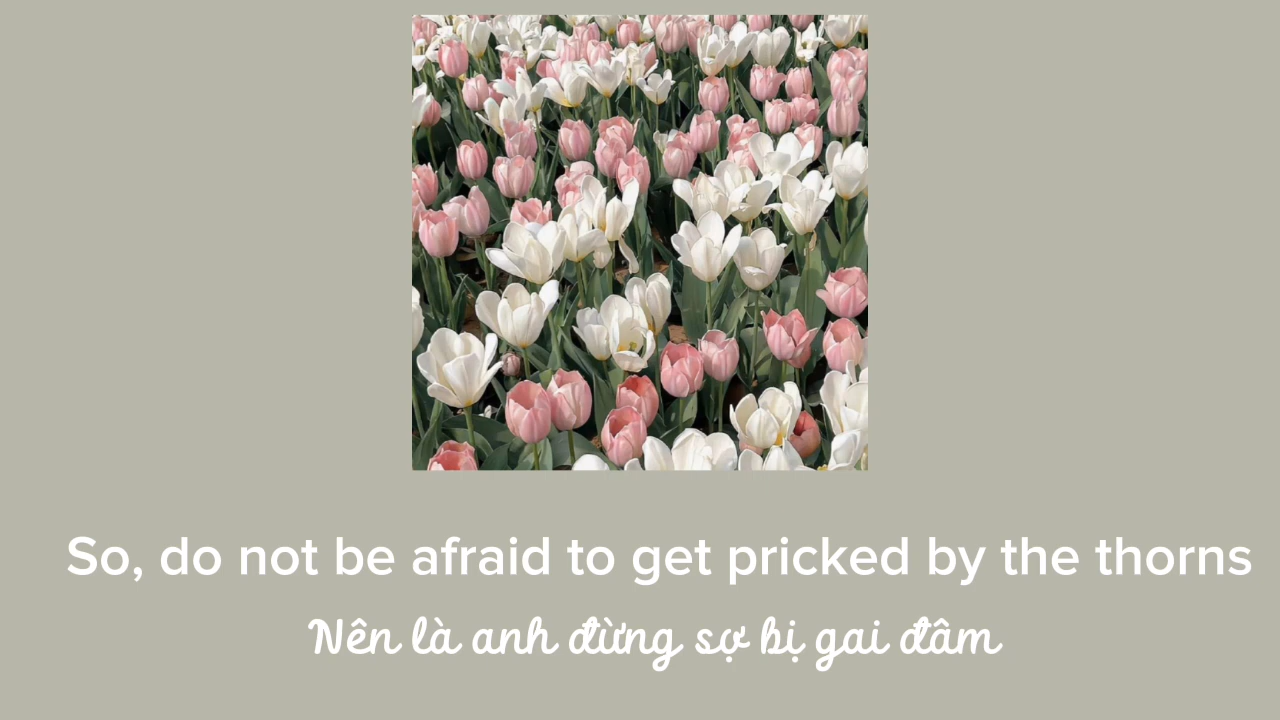 So, do not be afraid to get pricked by the thorns
Nên là anh đừng sợ bị gai đâm